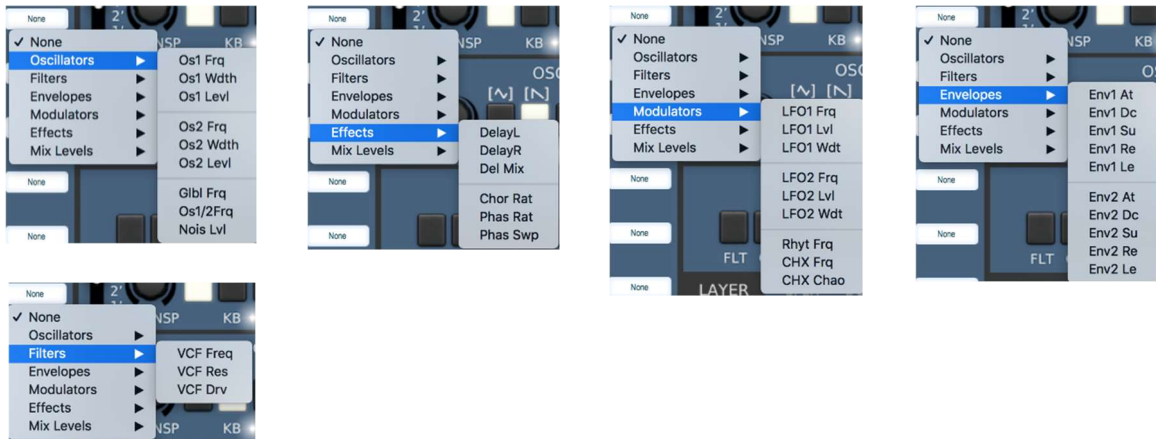 None
2'
✓ None
NSP
KB
Oscillators
Filters
Envelopes
Modulators
Effects
Mix Levels
Os1 Frq
Os1 Wdth
Os1 Levl
Os2 Frq
Os2 Wdth
Os2 Levl
Glbl Frq
Os1/2Frq
Nois Lvl
None
None
None
2'
✓ None
NSP
KB
Oscillators
Filters
Envelopes
Modulators
Effects
Mix Levels
OSC
DelayL
DelayR
Del Mix
Chor Rat
Phas Rat
Phas Swp
None
None
None
2'
✓ None
NSP
KB
Oscillators
Filters
Envelopes
Modulators
Effects
Mix Levels
OSC
LFO1 Frq
LFO1 Lvl
LFO1 Wdt
LFO2 Frq
LFO2 Lvl
LFO2 Wdt
Rhyt Frq
CHX Frq
CHX Chao
None
None
None
FLT
LAYER
None
2'
✓ None
NSP
KB
Oscillators
Filters
Envelopes
Modulators
Effects
Mix Levels
Env1 At
Env1 Dc
Env1 Su
Env1 Re
Env1 Le
Env2 At
Env2 Dc
Env2 Su
Env2 Re
Env2 Le
None
None
FLT
None
2'
✓ None
NSP
KB
Oscillators
Filters
Envelopes
Modulators
Effects
Mix Levels
VCF Freq
VCF Res
VCF Drv
NSP
KB